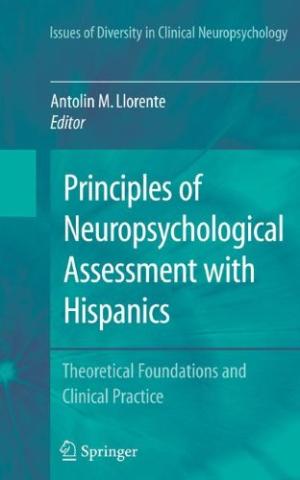 Issues of Diversity in Clinical Neuropsychology
Antolin M. Llorente
Editor
Principles of
Neuropsychological
Assessment with
Hispanics
Theoretical Foundations and
Clinical Practice
Springer